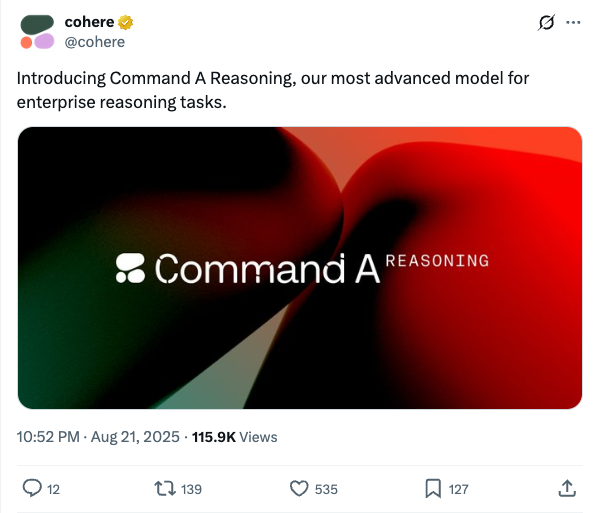 cohere
@cohere
Introducing Command A Reasoning, our most advanced model for
enterprise reasoning tasks.
Command A REASONING
10:52 PM · Aug 21, 2025 · 115.9K Views
12 139 535 127